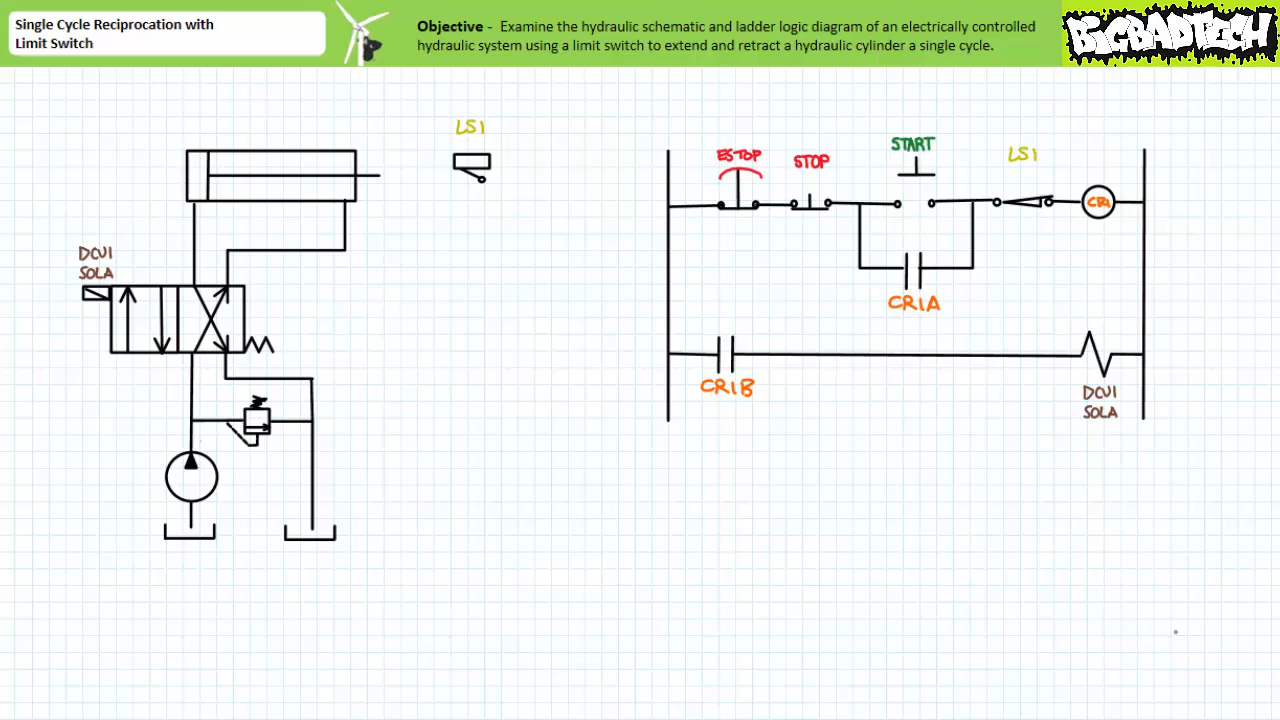 Single Cycle Reciprocation with
Limit Switch
Objective - Examine the hydraulic schematic and ladder logic diagram of an electrically controlled
hydraulic system using a limit switch to extend and retract a hydraulic cylinder a single cycle.
BIGBADTECH
LS1
DCV1
SOLA
ESTOP
STOP
START
LS1
CR1
CR1A
CR1B
DCV1
SOLA